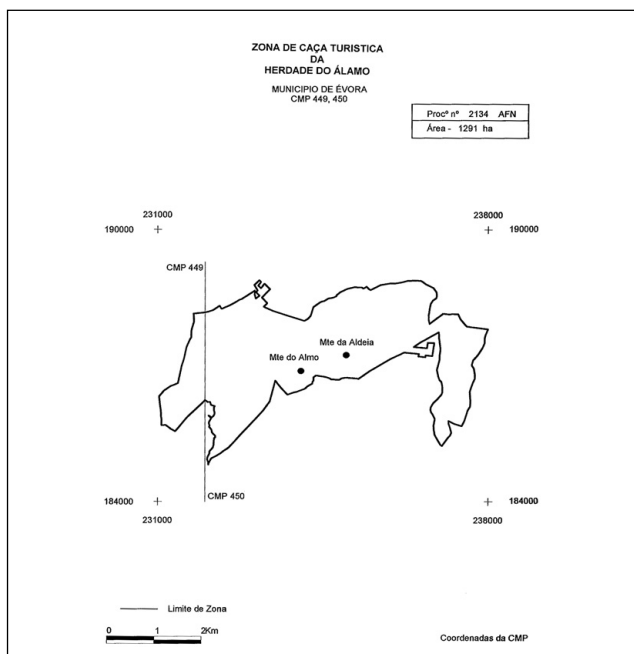 ZONA DE CAÇA TURISTICA
DA
HERDADE DO ÁLAMO
MUNICIPIO DE ÉVORA
CMP 449, 450
Procº nº 2134 AFN
Área - 1291 ha
231000
238000
190000
190000
CMP 449
Mte da Aldeia
Mte do Almo
CMP 450
184000
184000
231000
238000
Limite de Zona
0 1 2Km
Coordenadas da CMP